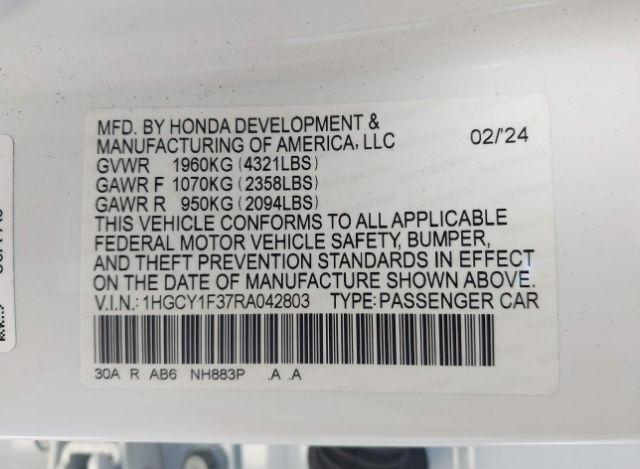 MFD. BY HONDA DEVELOPMENT &
MANUFACTURING OF AMERICA, LLC 02/'24
GVWR 1960KG (4321LBS)
GAWR F 1070KG (2358LBS)
GAWR R 950KG (2094LBS)
THIS VEHICLE CONFORMS TO ALL APPLICABLE
FEDERAL MOTOR VEHICLE SAFETY, BUMPER,
AND THEFT PREVENTION STANDARDS IN EFFECT
ON THE DATE OF MANUFACTURE SHOWN ABOVE.
V.I.N.: 1HGCY1F37RA042803 TYPE: PASSENGER CAR
30A R AB6 NH883P .A .A